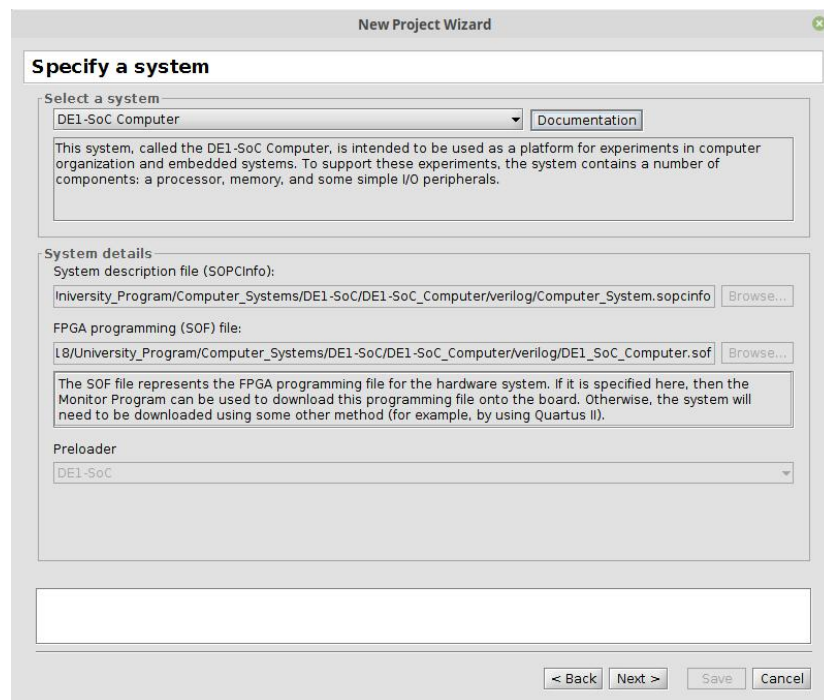 New Project Wizard
Specify a system
Select a system
DE1-SoC Computer
Documentation
This system, called the DE1-SoC Computer, is intended to be used as a platform for experiments in computer
organization and embedded systems. To support these experiments, the system contains a number of
components: a processor, memory, and some simple I/O peripherals.
System details
System description file (SOPCInfo):
Iniversity_Program/Computer_Systems/DE1-SoC/DE1-SoC_Computer/verilog/Computer_System.sopcinfo
Browse...
FPGA programming (SOF) file:
18/University_Program/Computer_Systems/DE1-SoC/DE1-SoC_Computer/verilog/DE1_SoC_Computer.sof
Browse...
The SOF file represents the FPGA programming file for the hardware system. If it is specified here, then the
Monitor Program can be used to download this programming file onto the board. Otherwise, the system will
need to be downloaded using some other method (for example, by using Quartus II).
Preloader
DE1-SoC
< Back
Next >
Save
Cancel